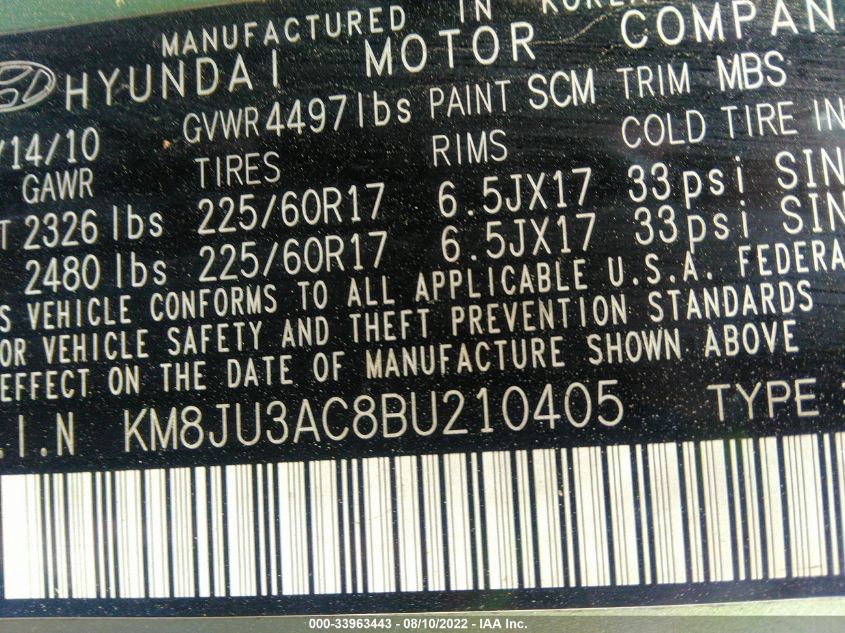 MANUFACTURED IN KOREA
HYUNDAI MOTOR COMPAN
/14/10 GVWR 4497 lbs PAINT SCM TRIM MBS
GAWR TIRES RIMS COLD TIRE IN
T 2326 lbs 225/60R17 6.5JX17 33psi SIN
2480 lbs 225/60R17 6.5JX17 33psi SIN
S VEHICLE CONFORMS TO ALL APPLICABLE U.S.A. FEDERA
OR VEHICLE SAFETY AND THEFT PREVENTION STANDARDS
EFFECT ON THE DATE OF MANUFACTURE SHOWN ABOVE
.I.N KM8JU3AC8BU210405 TYPE
000-33963443 - 08/10/2022 - IAA Inc.